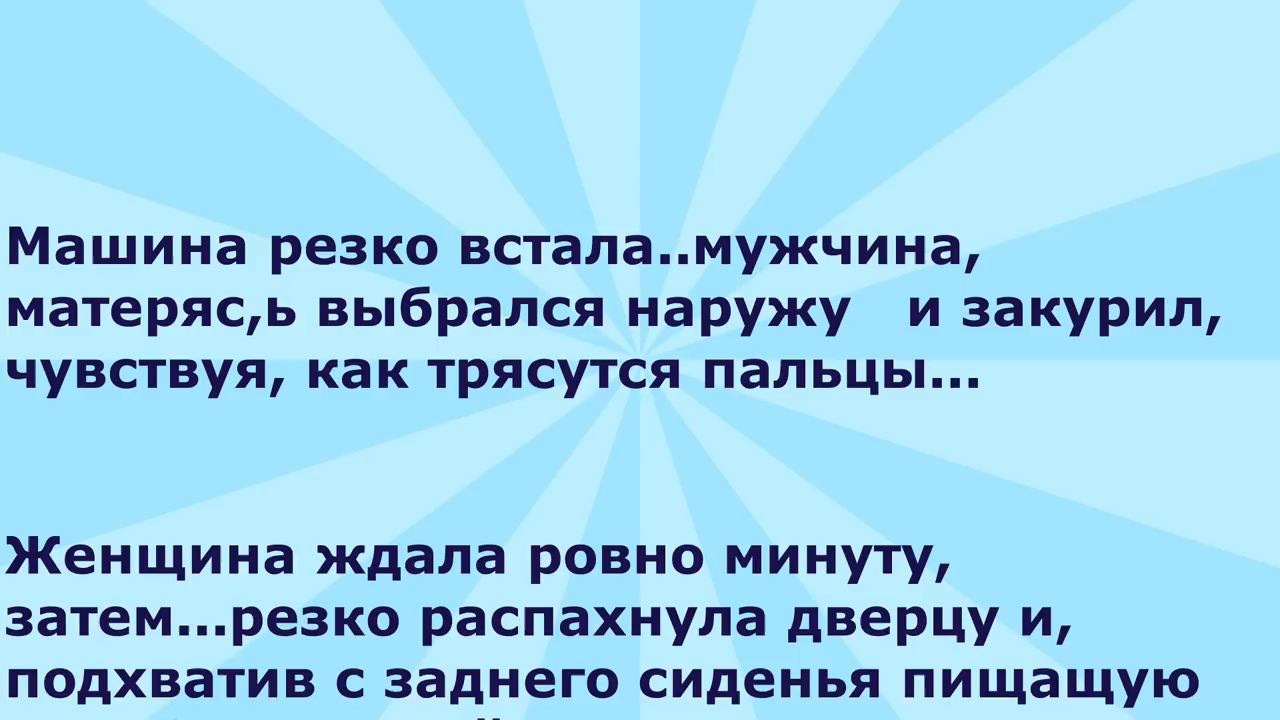 Машина резко встала..мужчина,
матеряс,ь выбрался наружу   и закурил,
чувствуя, как трясутся пальцы...
Женщина ждала ровно минуту,
затем...резко распахнула дверцу и,
подхватив с заднего сиденья пищащую